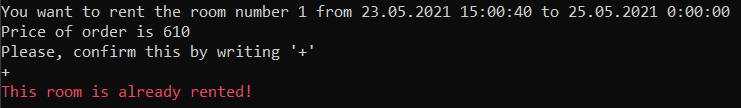 You want to rent the room number 1 from 23.05.2021 15:00:40 to 25.05.2021 0:00:00
Price of order is 610
Please, confirm this by writing '+'
+
This room is already rented!